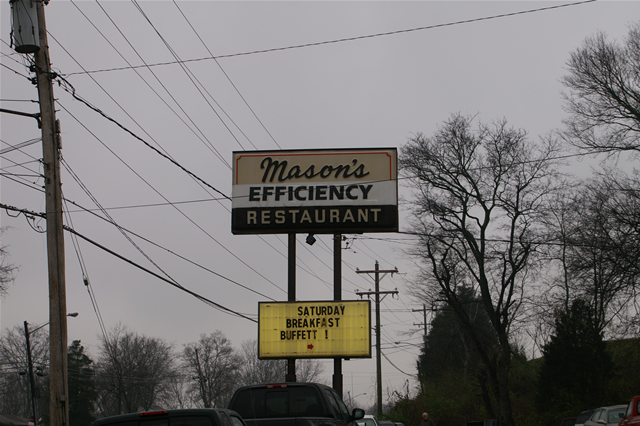 Mason's
EFFICIENCY
RESTAURANT
SATURDAY
BREAKFAST
BUFFETT !